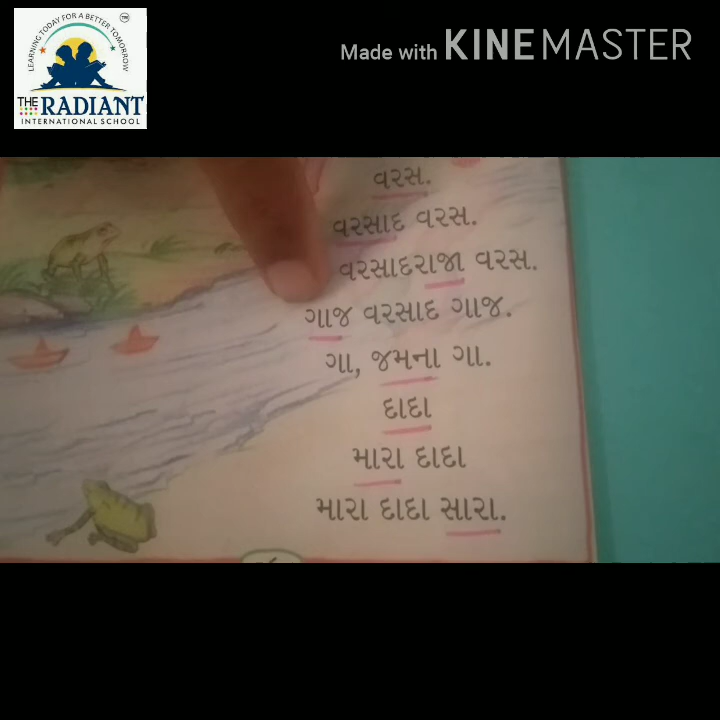 LEARNING TODAY FOR A BETTER TOMORROW
TM
THE RADIANT
INTERNATIONAL SCHOOL
Made with KINEMASTER
વરસ.
વરસાદ વરસ.
વરસાદરાજા વરસ.
ગાજ વરસાદ ગાજ.
ગા, જમના ગા.
દાદા
મારા દાદા
મારા દાદા સારા.